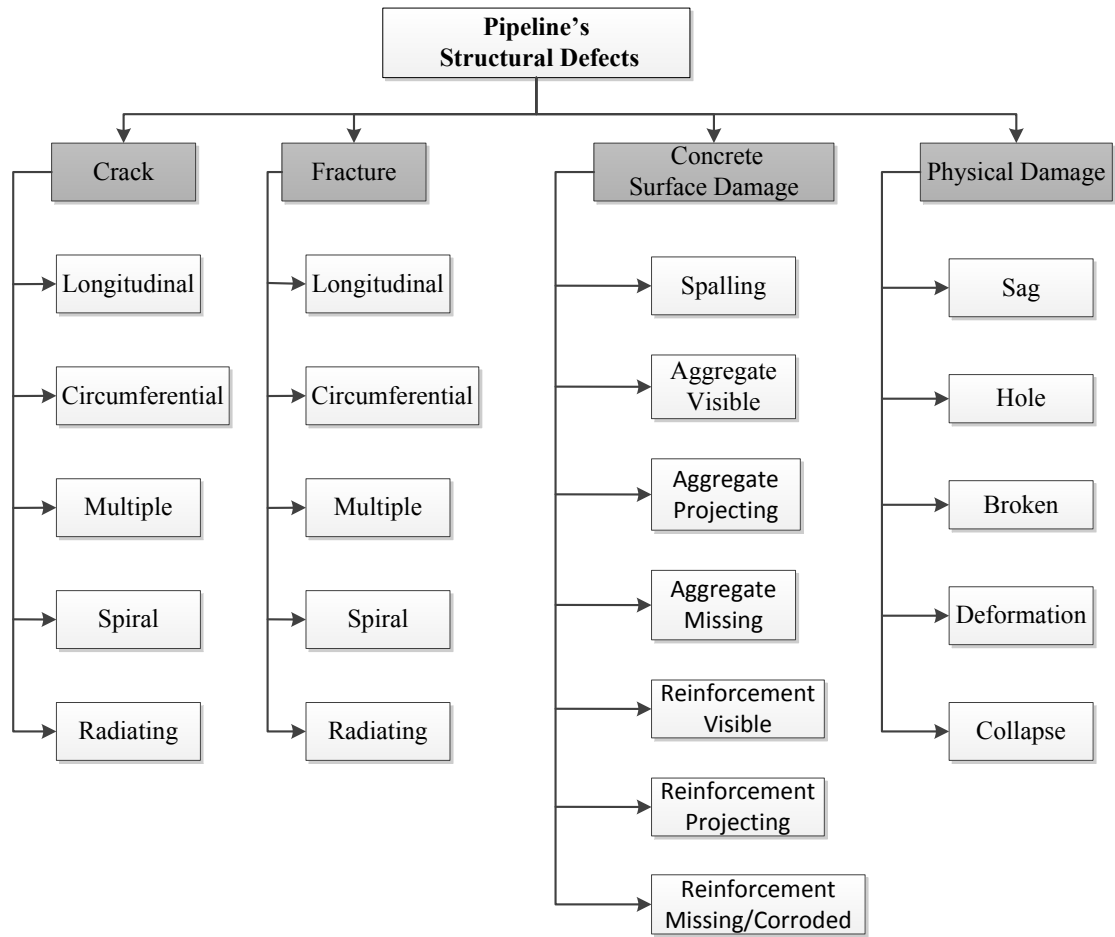 Pipeline’s
Structural Defects
Crack
Fracture
Concrete
Surface Damage
Physical Damage
Longitudinal
Circumferential
Multiple
Spiral
Radiating
Longitudinal
Circumferential
Multiple
Spiral
Radiating
Spalling
Aggregate
Visible
Aggregate
Projecting
Aggregate
Missing
Reinforcement
Visible
Reinforcement
Projecting
Reinforcement
Missing/Corroded
Sag
Hole
Broken
Deformation
Collapse